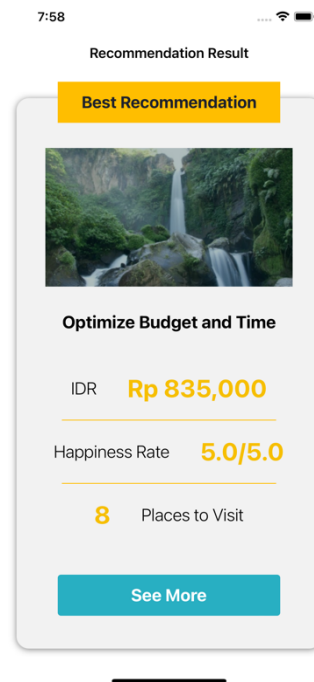 7:58
Recommendation Result
Best Recommendation
Optimize Budget and Time
IDR Rp 835,000
Happiness Rate 5.0/5.0
8 Places to Visit
See More